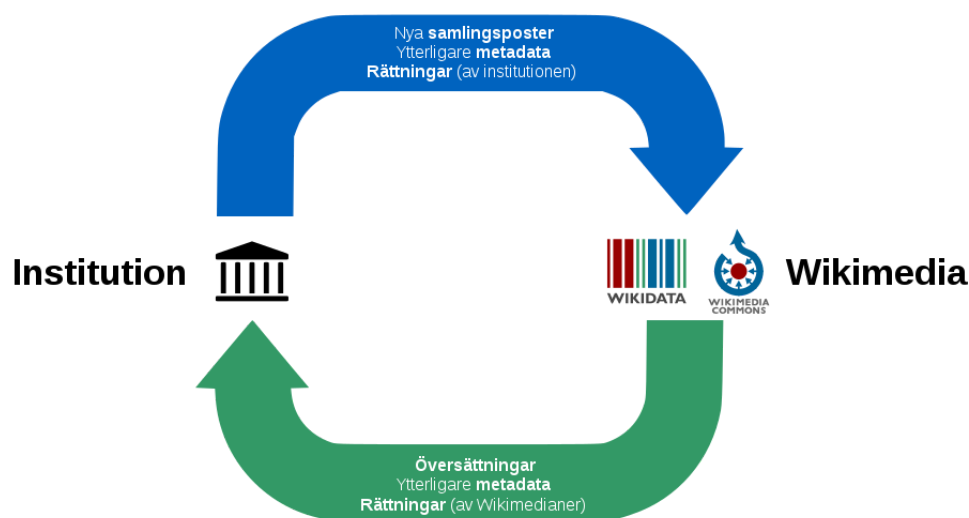 Nya samlingsposter
Ytterligare metadata
Rättningar (av institutionen)
Institution
WIKIDATA
WIKIMEDIA
COMMONS
Wikimedia
Översättningar
Ytterligare metadata
Rättningar (av Wikimedianer)